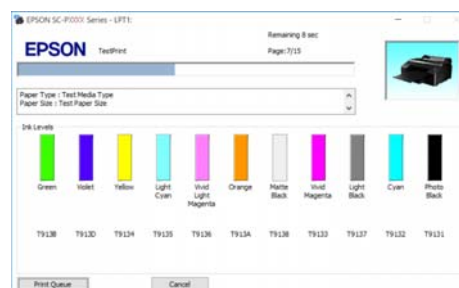 EPSON SC-PXXXX Series - LPT1:
EPSON
TestPrint
Remaining 8 sec
Page:7/15
Paper Type : Test Media Type
Paper Size : Test Paper Size
Ink Levels
Green
Violet
Yellow
Light Cyan
Vivid Light Magenta
Orange
Matte Black
Vivid Magenta
Light Black
Cyan
Photo Black
T913B T913D T9134 T9135 T9136 T913A T9138 T9133 T9137 T9132 T9131
Print Queue
Cancel